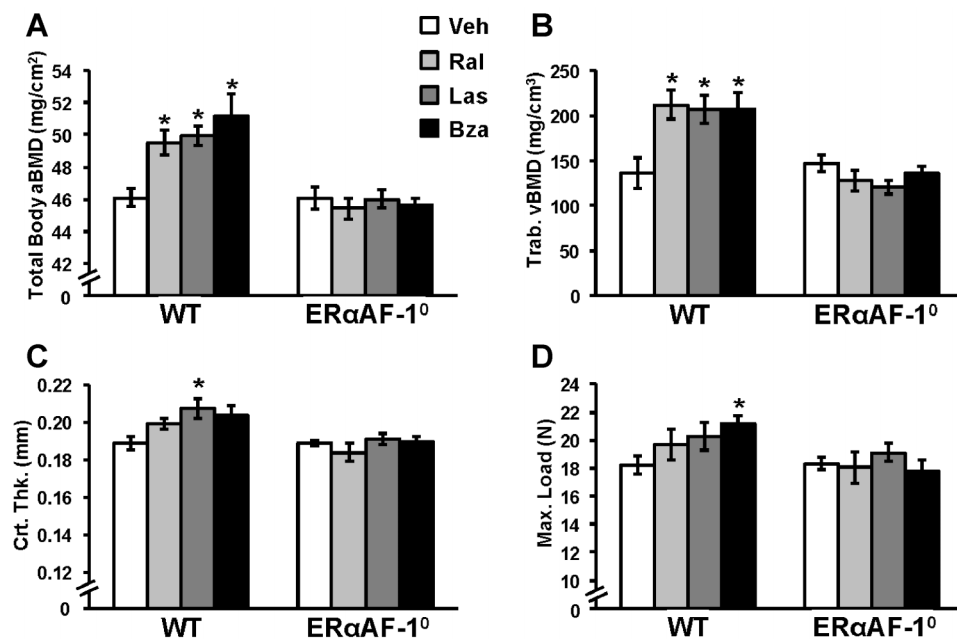 A
Total Body aBMD (mg/cm²)
54
52
50
48
46
44
42
0
* * *
WT
ERαAF-1⁰
Veh
Ral
Las
Bza
B
Trab. vBMD (mg/cm³)
250
200
150
100
50
0
* * *
WT
ERαAF-1⁰
C
Crt. Thk. (mm)
0.22
0.20
0.18
0.16
0.14
0.12
0
*
WT
ERαAF-1⁰
D
Max. Load (N)
24
22
20
18
16
14
12
10
0
*
WT
ERαAF-1⁰